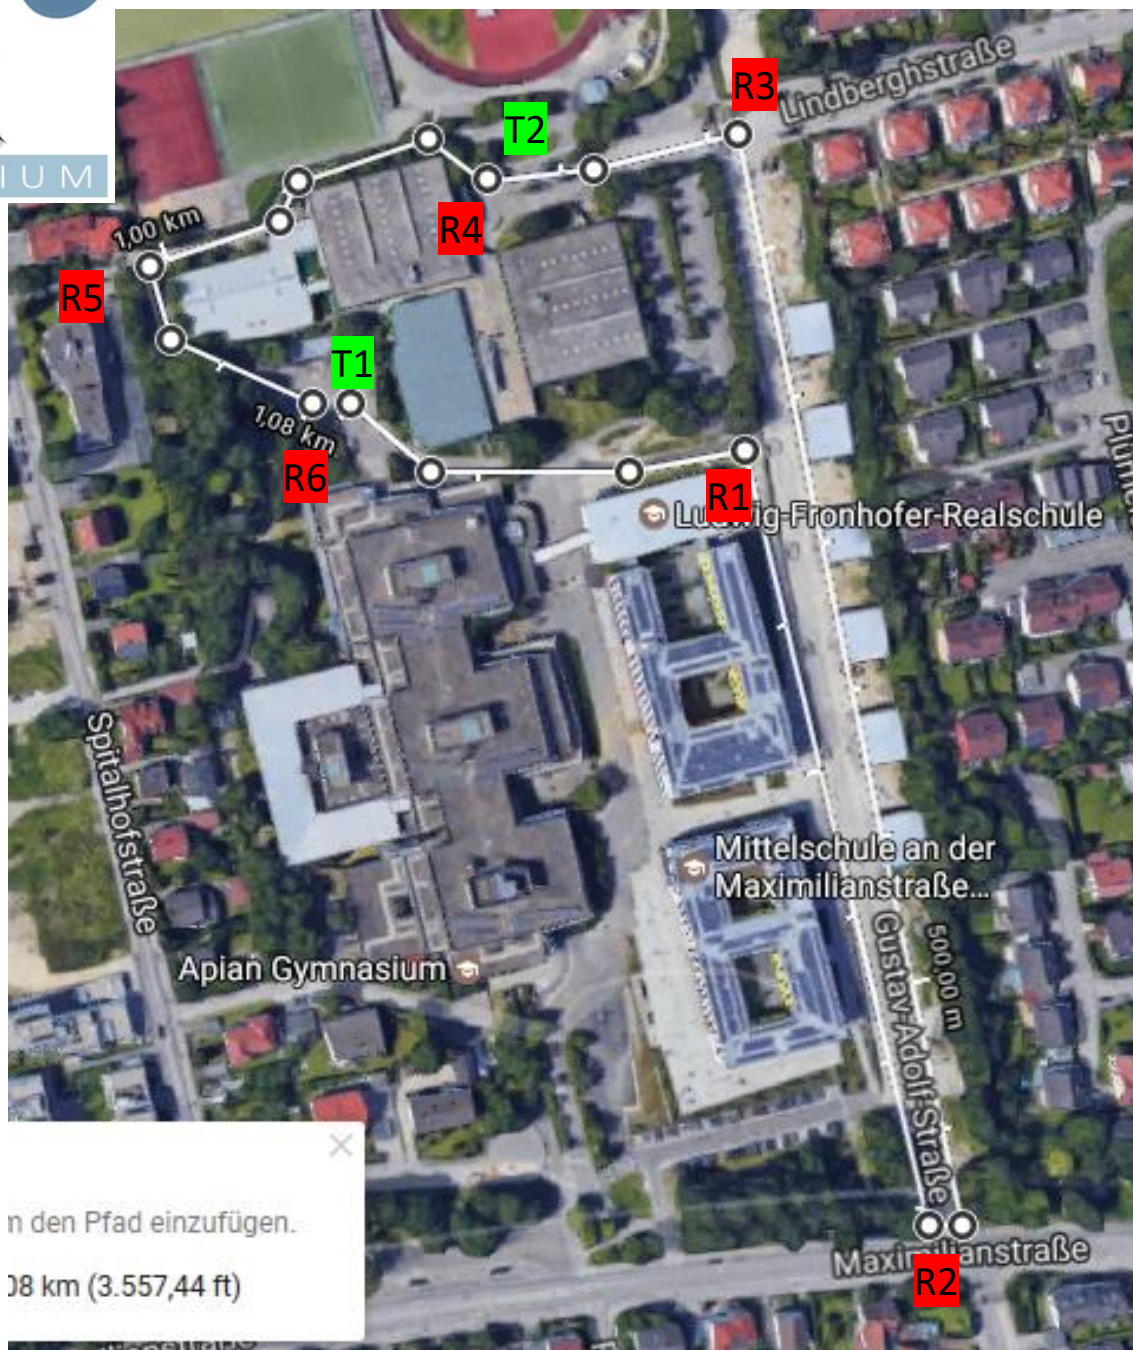 R3
Lindberghstraße
T2
IUM
R4
1,00 km
R5
T1
1,08 km
R6
R1
Ludwig-Fronhofer-Realschule
Mittelschule an der
Maximilianstraße...
Spitalhofstraße
Gustav-Adolf-Straße
500,00 m
Apian Gymnasium
m den Pfad einzufügen.
08 km (3.557,44 ft)
Maximilianstraße
R2